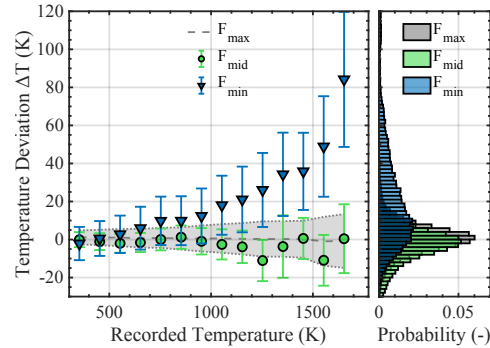 120
100
80
60
40
20
0
-20
Temperature Deviation ΔT (K)
F_max
F_mid
F_min
500
1000
1500
Recorded Temperature (K)
F_max
F_mid
F_min
0
0.05
Probability (-)